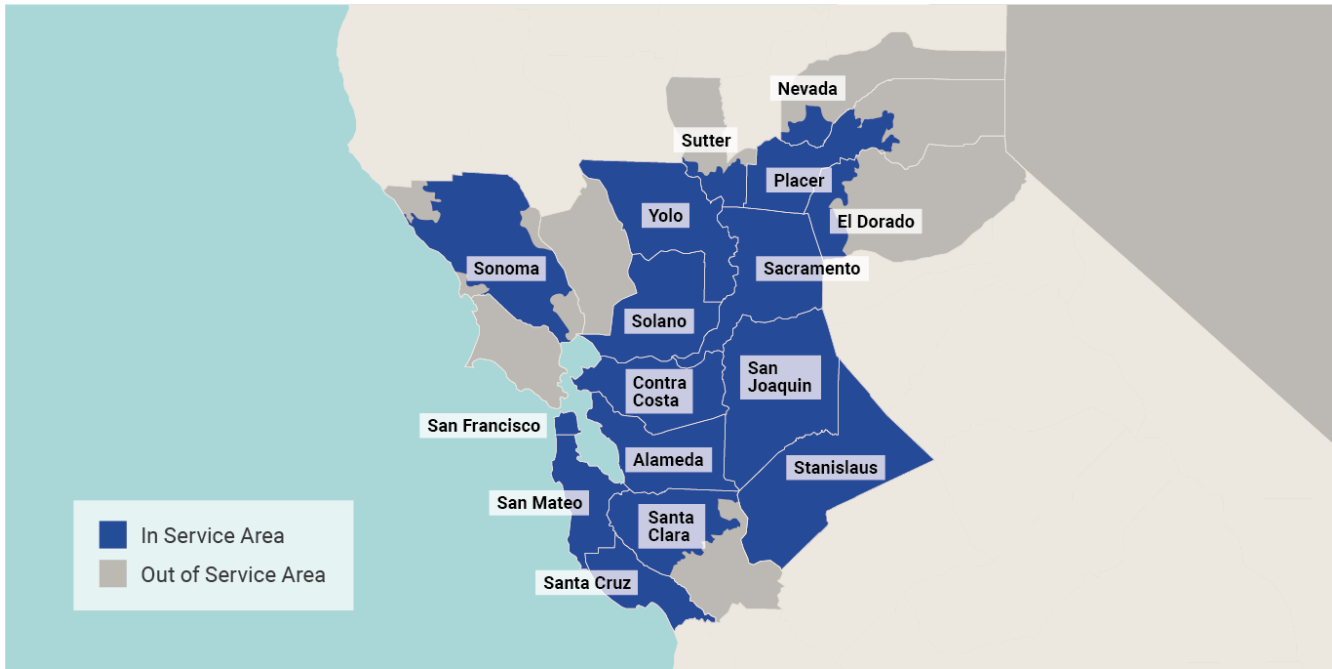 Nevada
Sutter
Placer
Yolo
El Dorado
Sonoma
Sacramento
Solano
San
Joaquin
Contra
Costa
San Francisco
Alameda
Stanislaus
San Mateo
Santa
Clara
Santa Cruz
In Service Area
Out of Service Area